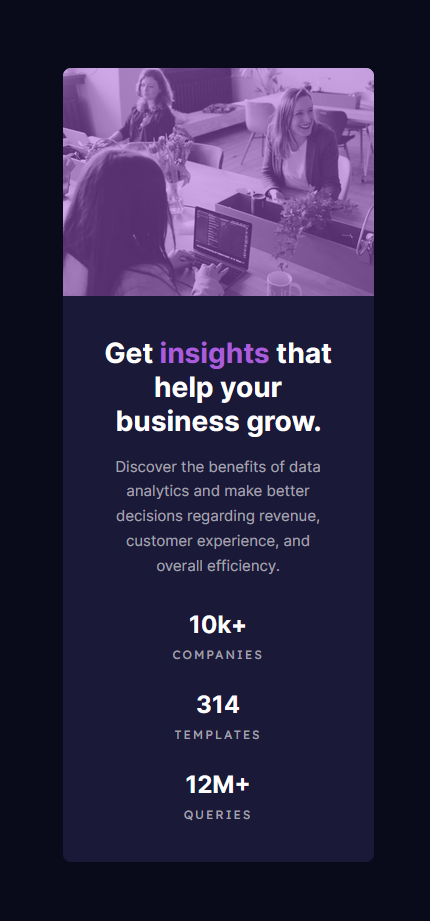 Get insights that
help your
business grow.
Discover the benefits of data
analytics and make better
decisions regarding revenue,
customer experience, and
overall efficiency.
10k+
COMPANIES
314
TEMPLATES
12M+
QUERIES